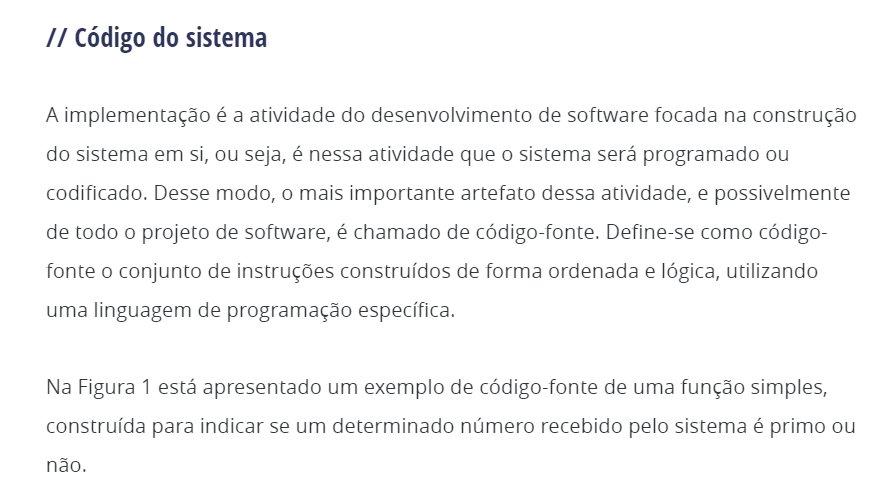 // Código do sistema
A implementação é a atividade do desenvolvimento de software focada na construção
do sistema em si, ou seja, é nessa atividade que o sistema será programado ou
codificado. Desse modo, o mais importante artefato dessa atividade, e possivelmente
de todo o projeto de software, é chamado de código-fonte. Define-se como código-
fonte o conjunto de instruções construídos de forma ordenada e lógica, utilizando
uma linguagem de programação específica.
Na Figura 1 está apresentado um exemplo de código-fonte de uma função simples,
construída para indicar se um determinado número recebido pelo sistema é primo ou
não.